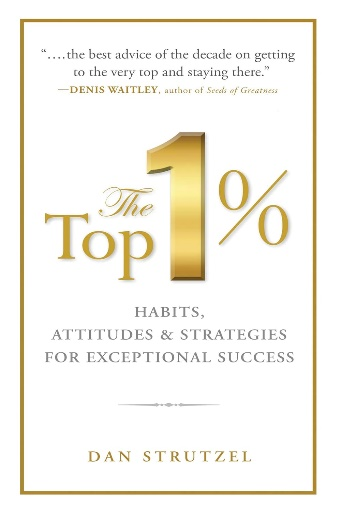 “....the best advice of the decade on getting
to the very top and staying there.”
—DENIS WAITLEY, author of Seeds of Greatness
The
Top 1%
HABITS,
ATTITUDES & STRATEGIES
FOR EXCEPTIONAL SUCCESS
DAN STRUTZEL